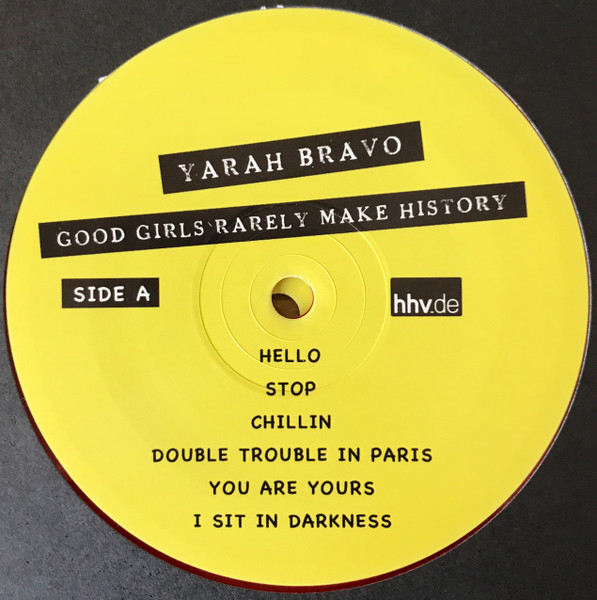 YARAH BRAVO
GOOD GIRLS RARELY MAKE HISTORY
SIDE A
hhv.de
HELLO
STOP
CHILLIN
DOUBLE TROUBLE IN PARIS
YOU ARE YOURS
I SIT IN DARKNESS